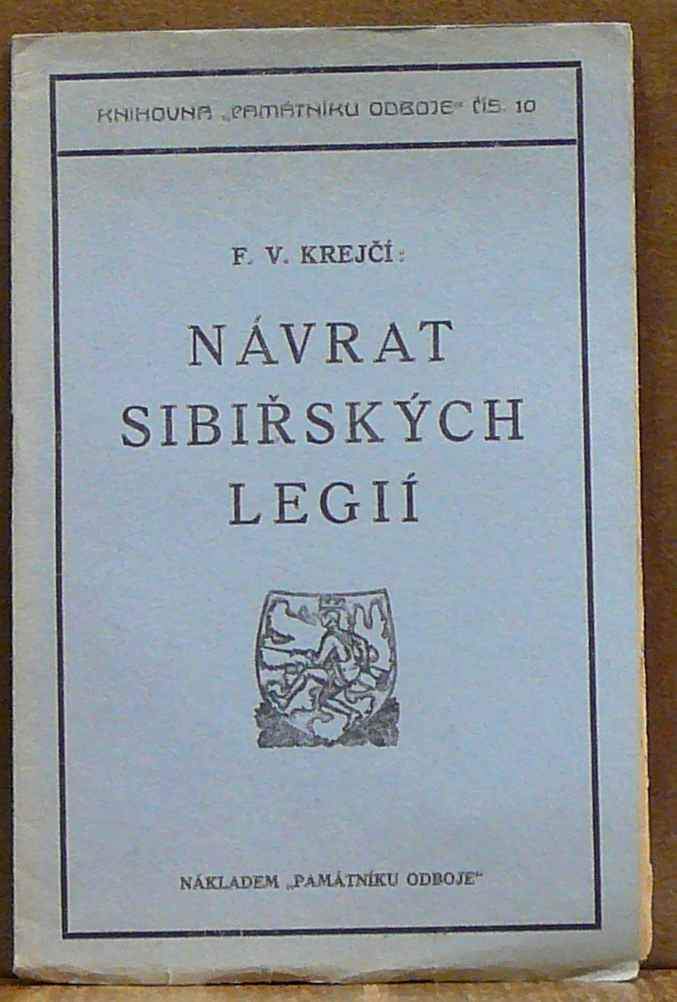 KNIHOVNA „PAMÁTNÍKU ODBOJE“ ČÍS. 10
F. V. KREJČÍ:
NÁVRAT
SIBIŘSKÝCH
LEGIÍ
NÁKLADEM „PAMÁTNÍKU ODBOJE“